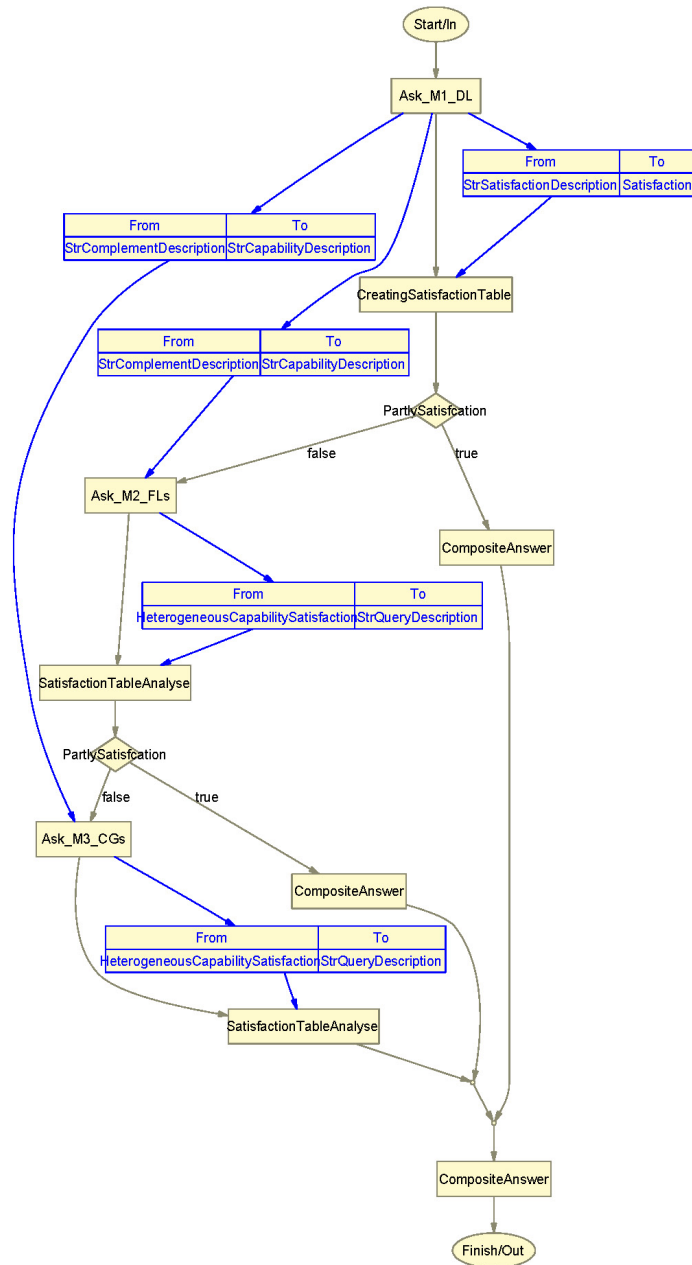 Start/In
Ask_M1_DL
From To
StrSatisfactionDescription Satisfaction
From To
StrComplementDescription StrCapabilityDescription
CreatingSatisfactionTable
From To
StrComplementDescription StrCapabilityDescription
PartlySatisfcation
false true
Ask_M2_FLs
CompositeAnswer
From To
HeterogeneousCapabilitySatisfaction StrQueryDescription
SatisfactionTableAnalyse
PartlySatisfcation
false true
Ask_M3_CGs
CompositeAnswer
From To
HeterogeneousCapabilitySatisfaction StrQueryDescription
SatisfactionTableAnalyse
CompositeAnswer
Finish/Out